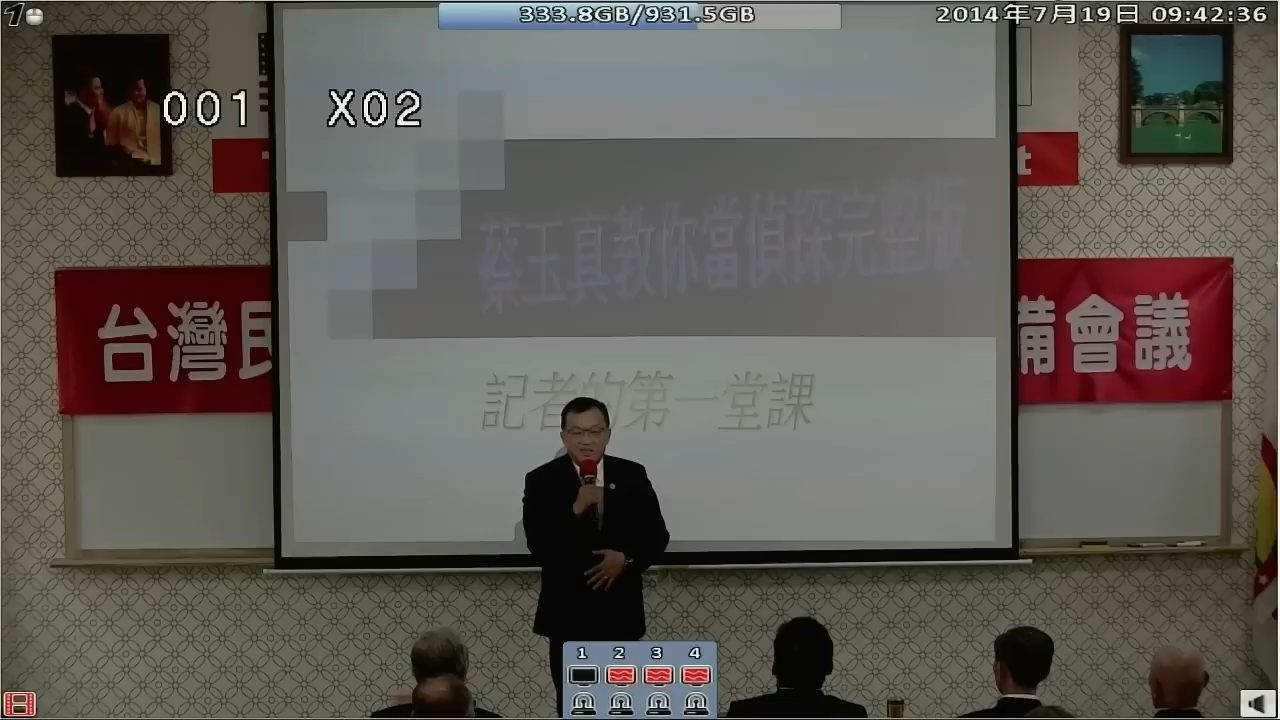 333.8GB/931.5GB
2014年7月19日 09:42:36
001 X02
t
蔡玉真教你當偵探完整版
台灣民
備會議
記者的第一堂課
1 2 3 4